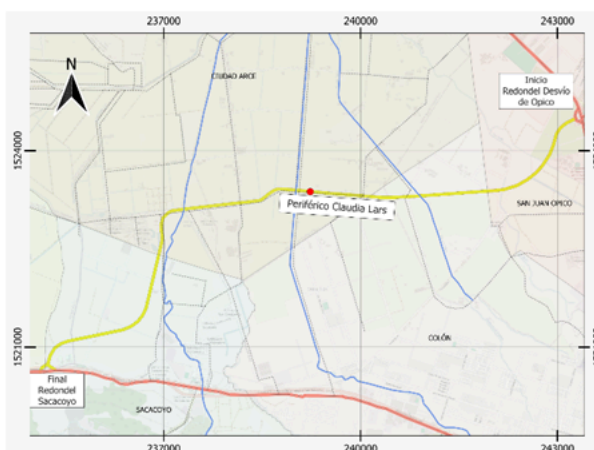 237000 240000 243000
N
CIUDAD ARCE
Inicio
Redondel Desvío
de Opico
1524000
Periférico Claudia Lars
SAN JUAN OPICO
1521000
COLÓN
Final
Redondel
Sacacoyo
SACACOYO
237000 240000 243000